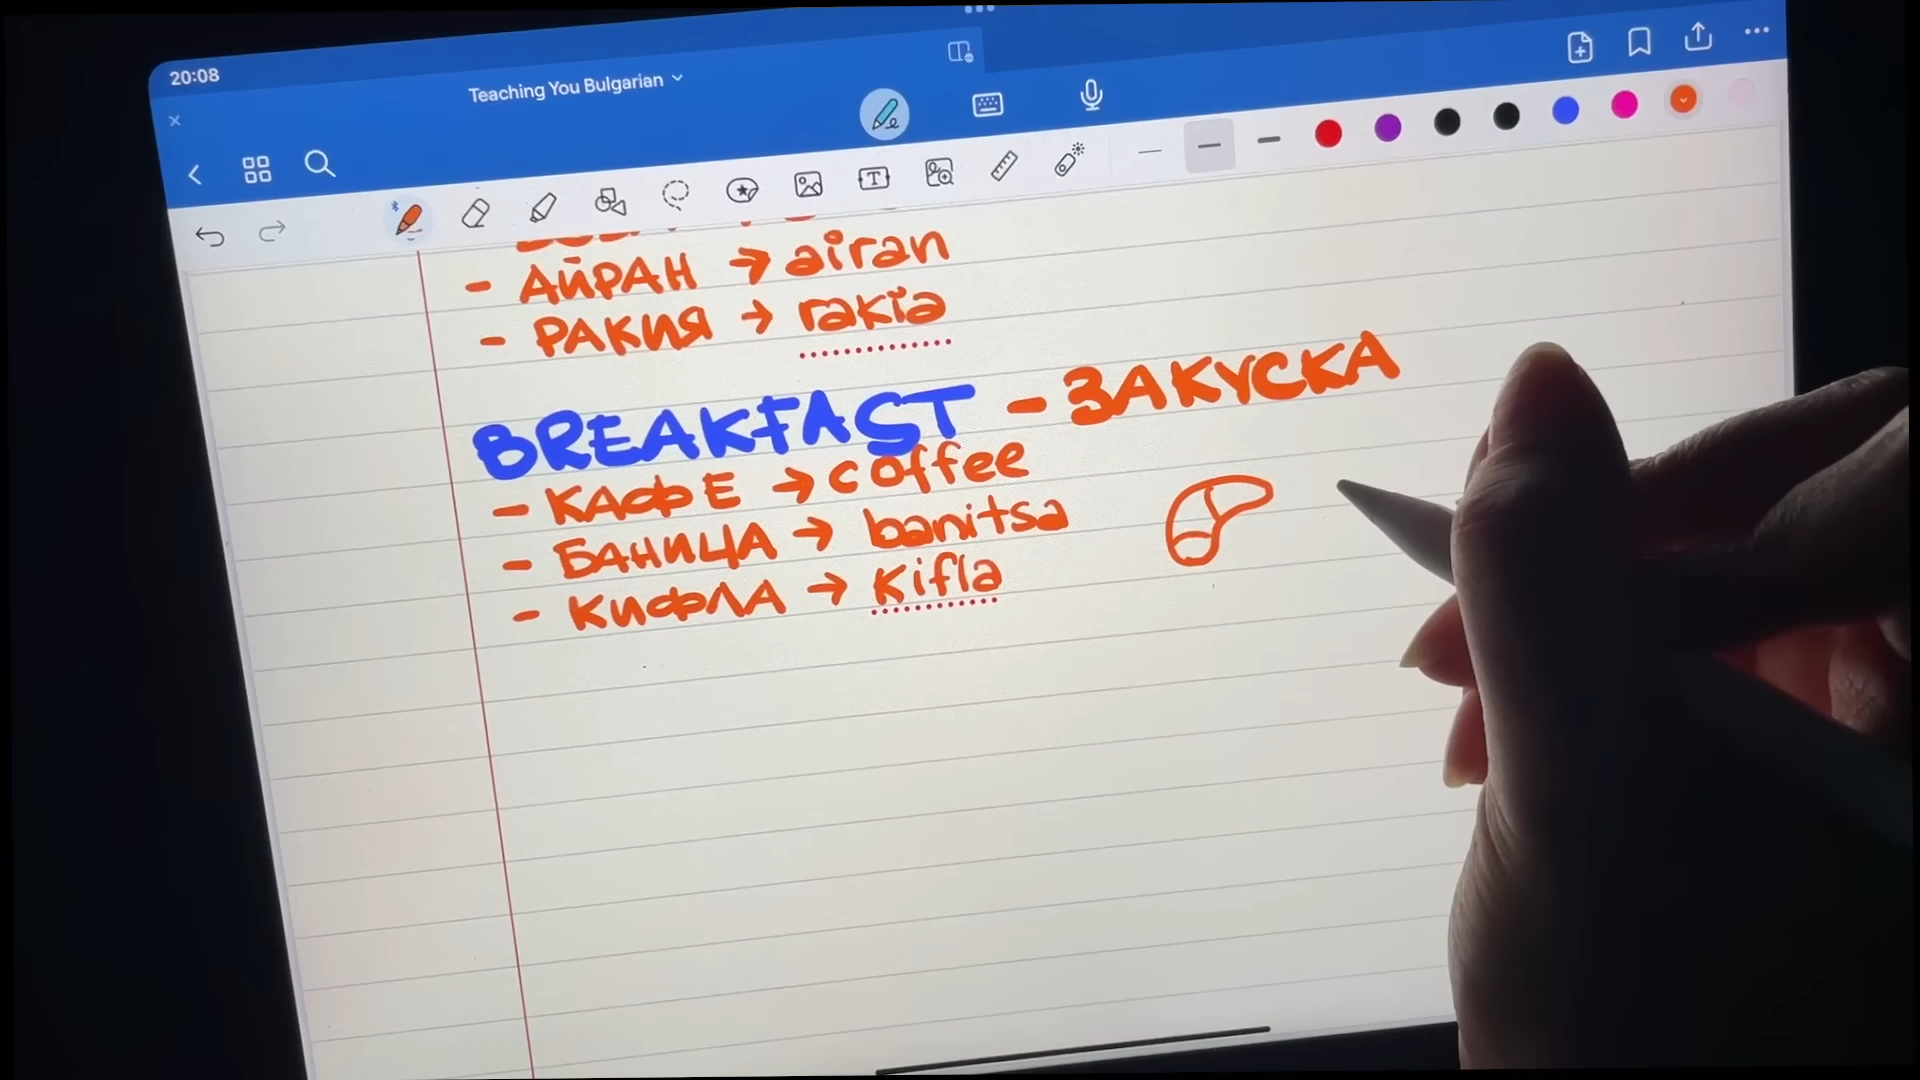 20:08
Teaching You Bulgarian
- АЙРАН → airan
- РАКИЯ → rakia
BREAKFAST - ЗАКУСКА
- КАФЕ → coffee
- БАНИЦА → banitsa
- КИФЛА → kifla